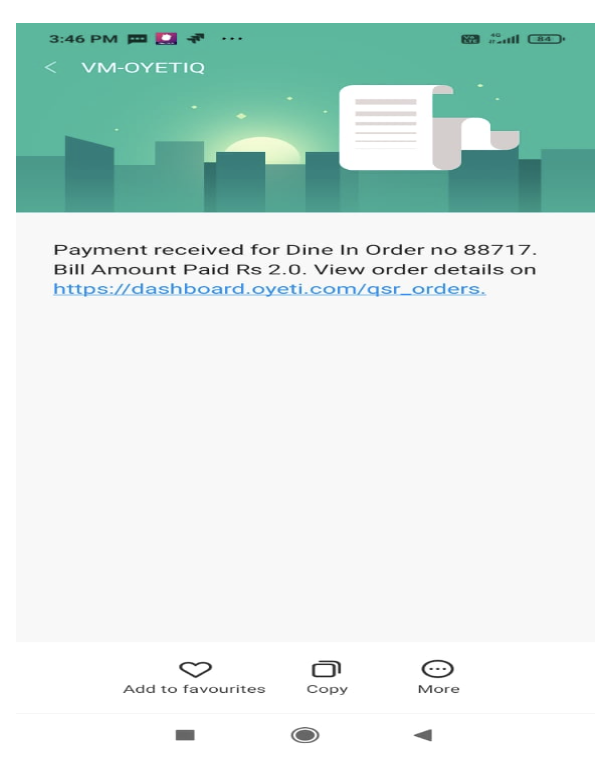 3:46 PM
84
VM-OYETIQ
Payment received for Dine In Order no 88717.
Bill Amount Paid Rs 2.0. View order details on
https://dashboard.oyeti.com/qsr_orders.
Add to favourites Copy More